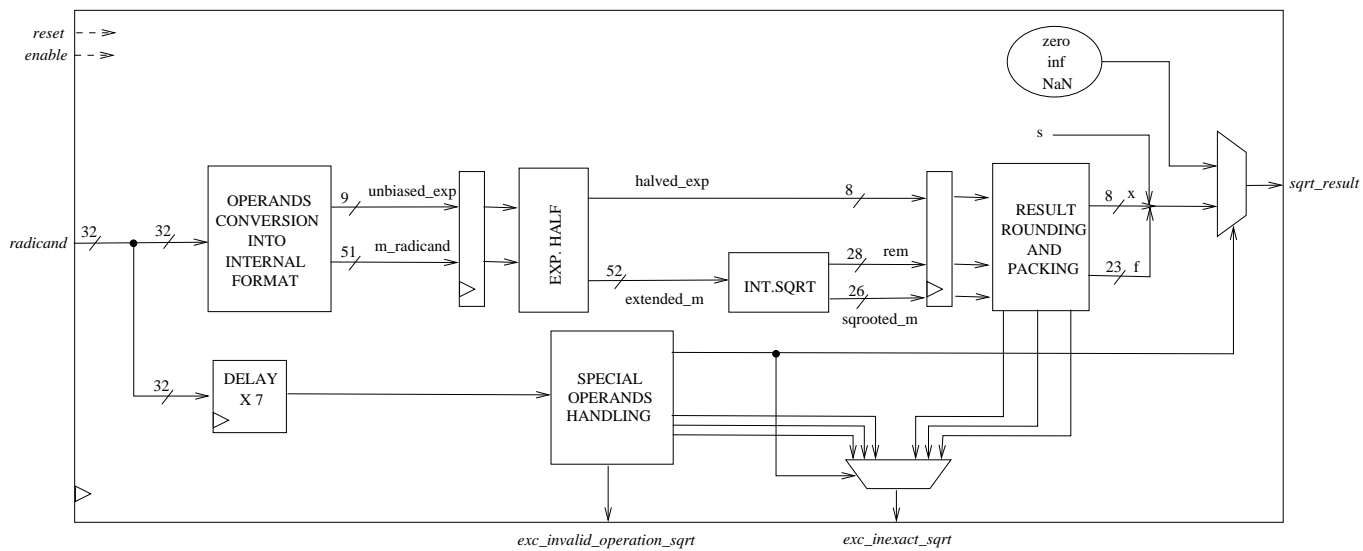 reset
enable
zero
inf
NaN
s
radicand
32
32
OPERANDS
CONVERSION
INTO
INTERNAL
FORMAT
9
unbiased_exp
51
m_radicand
EXP. HALF
halved_exp
8
52
extended_m
INT.SQRT
28
rem
26
sqrooted_m
RESULT
ROUNDING
AND
PACKING
8
x
23
f
sqrt_result
32
DELAY
X 7
SPECIAL
OPERANDS
HANDLING
exc_invalid_operation_sqrt
exc_inexact_sqrt